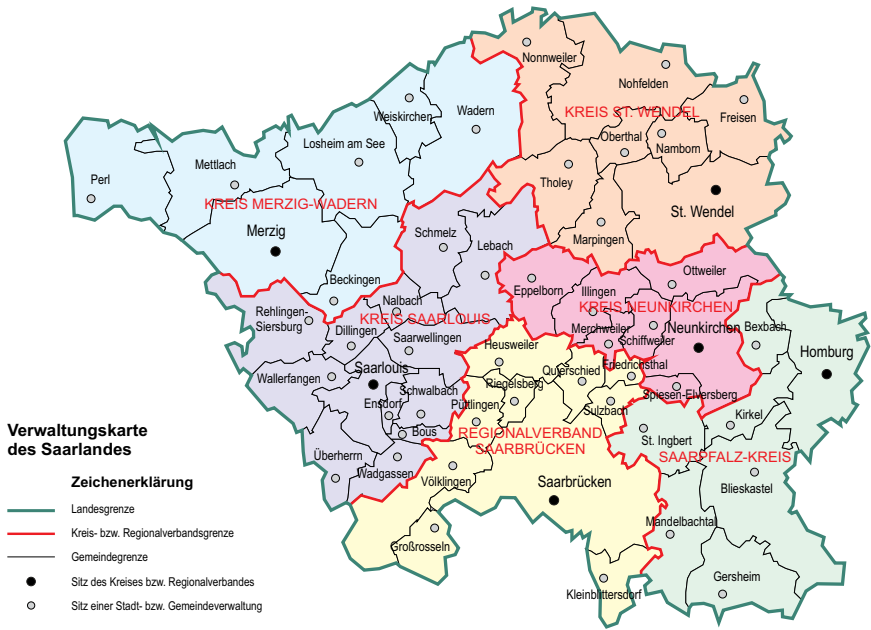 Nonnweiler
Nohfelden
Freisen
KREIS ST. WENDEL
Oberthal
Namborn
Tholey
St. Wendel
Marpingen
Weiskirchen
Wadern
Losheim am See
Mettlach
Perl
KREIS MERZIG-WADERN
Merzig
Beckingen
Schmelz
Lebach
Rehlingen-
Siersburg
Nalbach
KREIS SAARLOUIS
Dillingen
Saarwellingen
Wallerfangen
Saarlouis
Ensdorf
Schwalbach
Bous
Überherrn
Wadgassen
Eppelborn
Illingen
Ottweiler
KREIS NEUNKIRCHEN
Merchweiler
Schiffweiler
Neunkirchen
Spiesen-Elversberg
Heusweiler
Quierschied
Friedrichsthal
Riegelsberg
Püttlingen
Sulzbach
REGIONALVERBAND
SAARBRÜCKEN
Völklingen
Saarbrücken
Großrosseln
Kleinblittersdorf
Bexbach
Homburg
Kirkel
St. Ingbert
SAARPFALZ-KREIS
Blieskastel
Mandelbachtal
Gersheim
Verwaltungskarte
des Saarlandes
Zeichenerklärung
Landesgrenze
Kreis- bzw. Regionalverbandsgrenze
Gemeindegrenze
Sitz des Kreises bzw. Regionalverbandes
Sitz einer Stadt- bzw. Gemeindeverwaltung